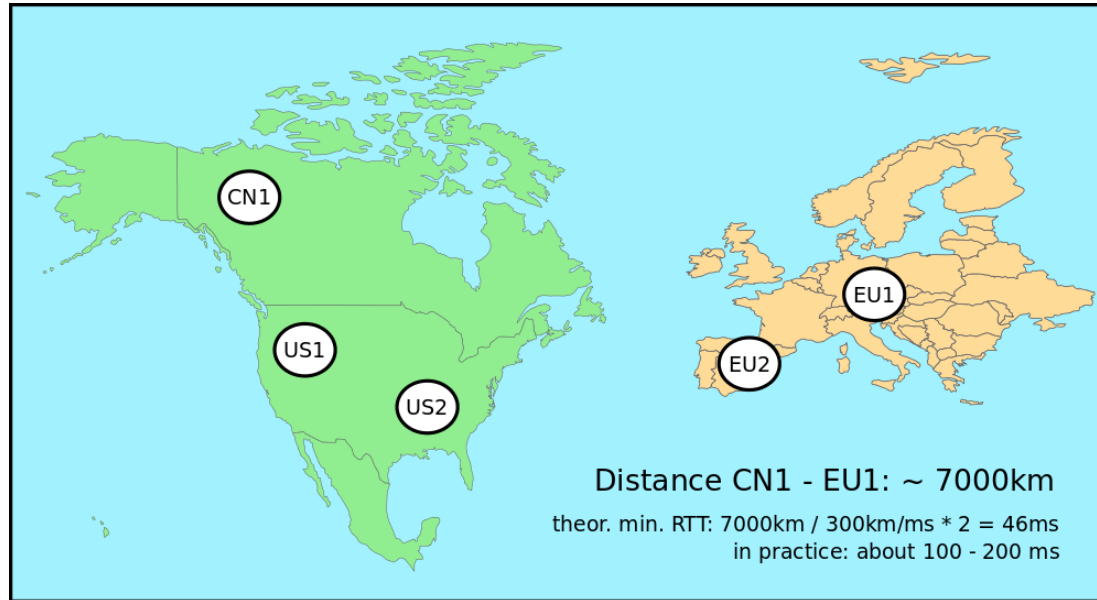 CN1
EU1
US1
EU2
US2
Distance CN1 - EU1: ~ 7000km
theor. min. RTT: 7000km / 300km/ms * 2 = 46ms
in practice: about 100 - 200 ms